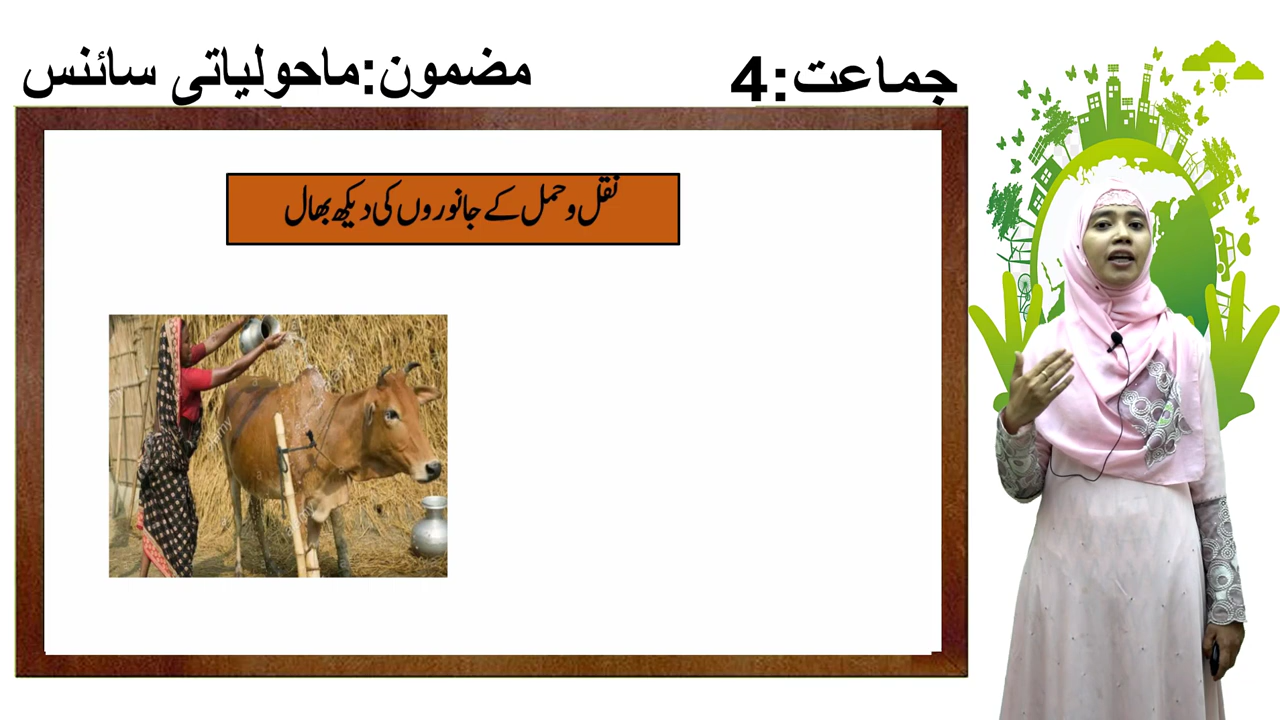 جماعت:4
مضمون:ماحولیاتی سائنس
نقل و حمل کے جانوروں کی دیکھ بھال